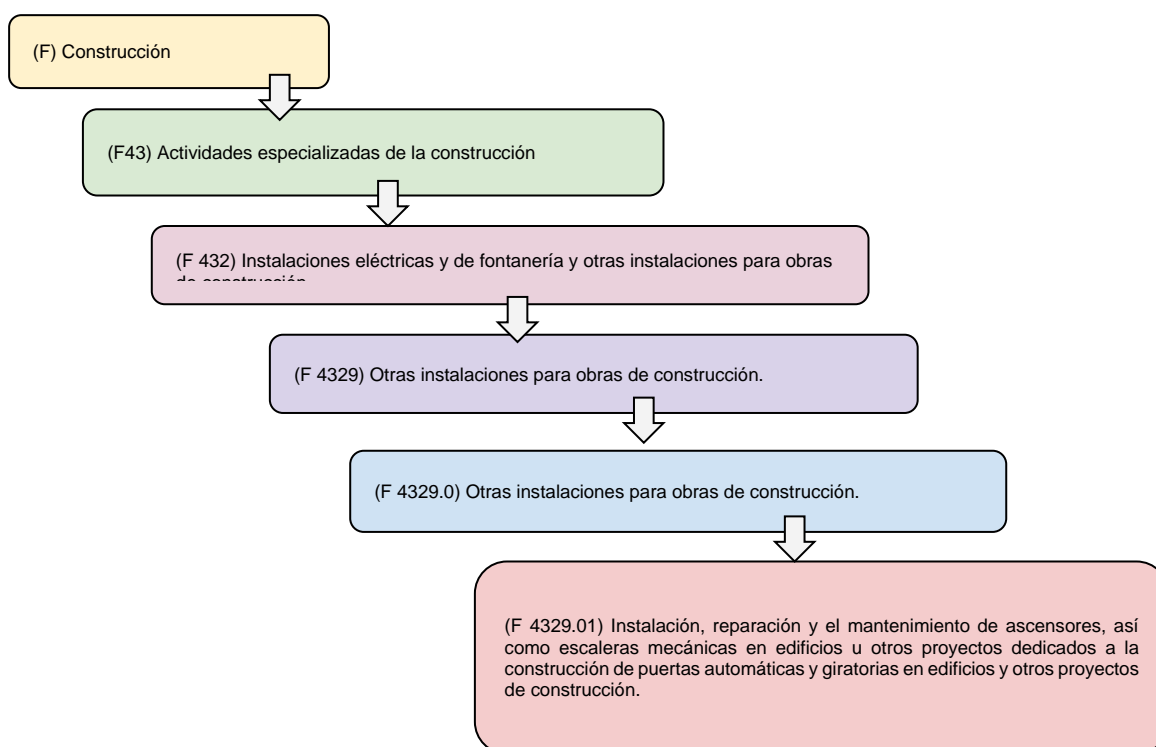 (F) Construcción
(F43) Actividades especializadas de la construcción
(F 432) Instalaciones eléctricas y de fontanería y otras instalaciones para obras
de construcción
(F 4329) Otras instalaciones para obras de construcción.
(F 4329.0) Otras instalaciones para obras de construcción.
(F 4329.01) Instalación, reparación y el mantenimiento de ascensores, así
como escaleras mecánicas en edificios u otros proyectos dedicados a la
construcción de puertas automáticas y giratorias en edificios y otros proyectos
de construcción.